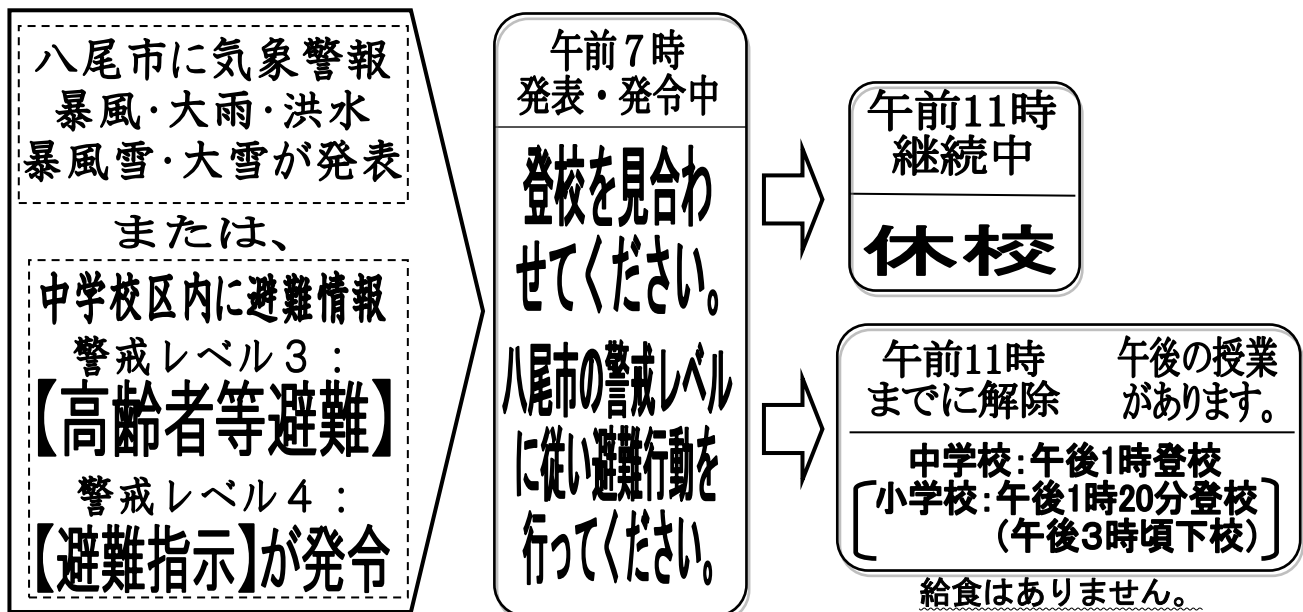 八尾市に気象警報
暴風・大雨・洪水
暴風雪・大雪が発表
または、
中学校区内に避難情報
警戒レベル３：
【高齢者等避難】
警戒レベル４：
【避難指示】が発令
午前７時
発表・発令中
登校を見合わ
せてください。
八尾市の警戒レベル
に従い避難行動を
行ってください。
午前11時
継続中
休校
午前11時
までに解除
午後の授業
があります。
中学校:午後1時登校
小学校:午後1時20分登校
(午後3時頃下校)
給食はありません。